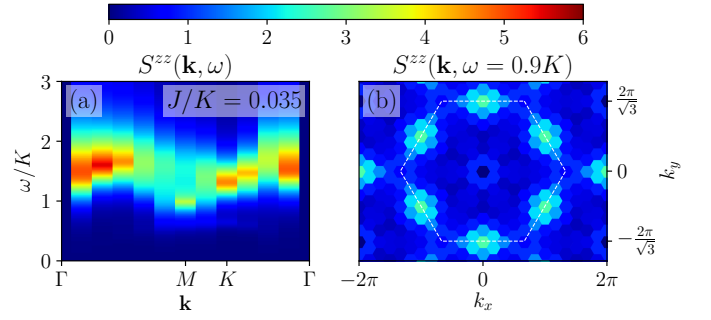 0 1 2 3 4 5 6
S^{zz}(𝐤, ω) S^{zz}(𝐤, ω = 0.9K)
3 (a) J/K = 0.035 (b)
2
1
0
ω/K
Γ M K Γ
𝐤
2π/√3
0
−2π/√3
k_y
−2π 0 2π
k_x